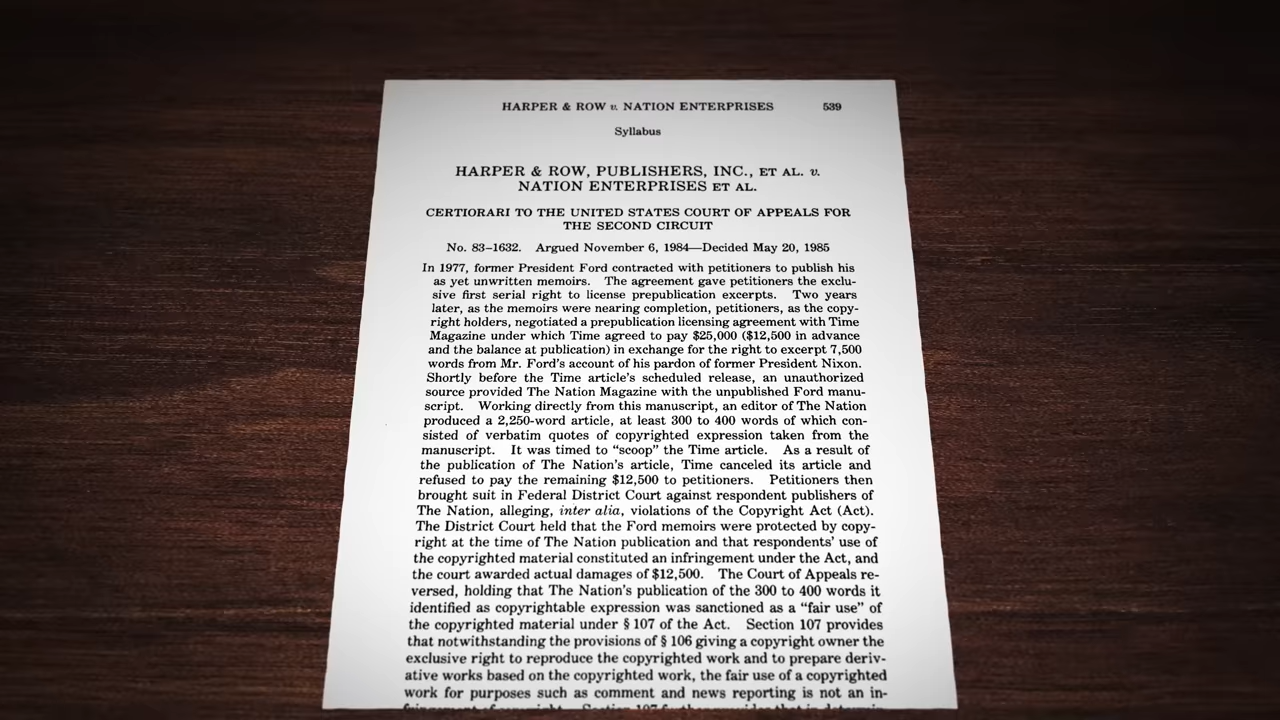 HARPER & ROW v. NATION ENTERPRISES 539
Syllabus
HARPER & ROW, PUBLISHERS, INC., ET AL. v.
NATION ENTERPRISES ET AL.
CERTIORARI TO THE UNITED STATES COURT OF APPEALS FOR
THE SECOND CIRCUIT
No. 83–1632. Argued November 6, 1984—Decided May 20, 1985
In 1977, former President Ford contracted with petitioners to publish his
as yet unwritten memoirs. The agreement gave petitioners the exclu-
sive first serial right to license prepublication excerpts. Two years
later, as the memoirs were nearing completion, petitioners, as the copy-
right holders, negotiated a prepublication licensing agreement with Time
Magazine under which Time agreed to pay $25,000 ($12,500 in advance
and the balance at publication) in exchange for the right to excerpt 7,500
words from Mr. Ford's account of his pardon of former President Nixon.
Shortly before the Time article's scheduled release, an unauthorized
source provided The Nation Magazine with the unpublished Ford manu-
script. Working directly from this manuscript, an editor of The Nation
produced a 2,250-word article, at least 300 to 400 words of which con-
sisted of verbatim quotes of copyrighted expression taken from the
manuscript. It was timed to “scoop” the Time article. As a result of
the publication of The Nation's article, Time canceled its article and
refused to pay the remaining $12,500 to petitioners. Petitioners then
brought suit in Federal District Court against respondent publishers of
The Nation, alleging, inter alia, violations of the Copyright Act (Act).
The District Court held that the Ford memoirs were protected by copy-
right at the time of The Nation publication and that respondents' use of
the copyrighted material constituted an infringement under the Act, and
the court awarded actual damages of $12,500. The Court of Appeals re-
versed, holding that The Nation's publication of the 300 to 400 words it
identified as copyrightable expression was sanctioned as a “fair use” of
the copyrighted material under § 107 of the Act. Section 107 provides
that notwithstanding the provisions of § 106 giving a copyright owner the
exclusive right to reproduce the copyrighted work and to prepare deriv-
ative works based on the copyrighted work, the fair use of a copyrighted
work for purposes such as comment and news reporting is not an in-